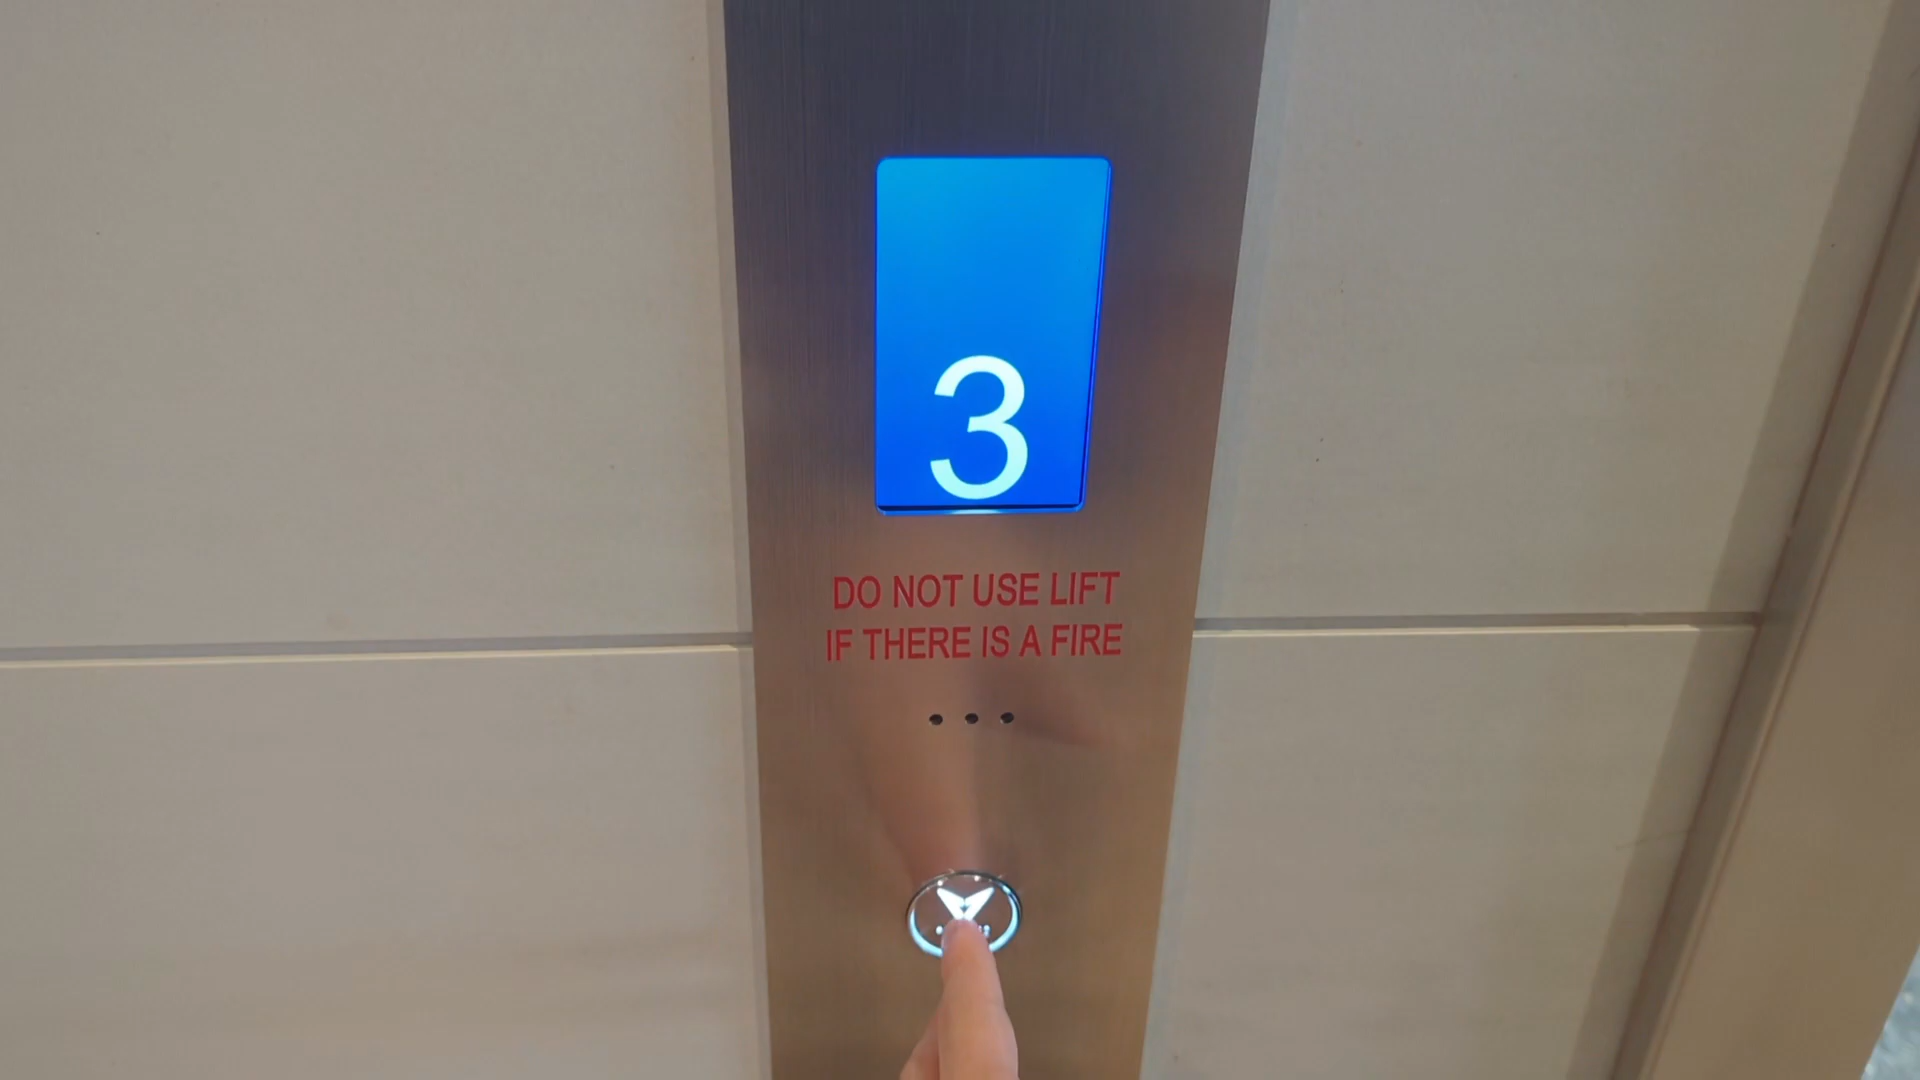 3
DO NOT USE LIFT
IF THERE IS A FIRE